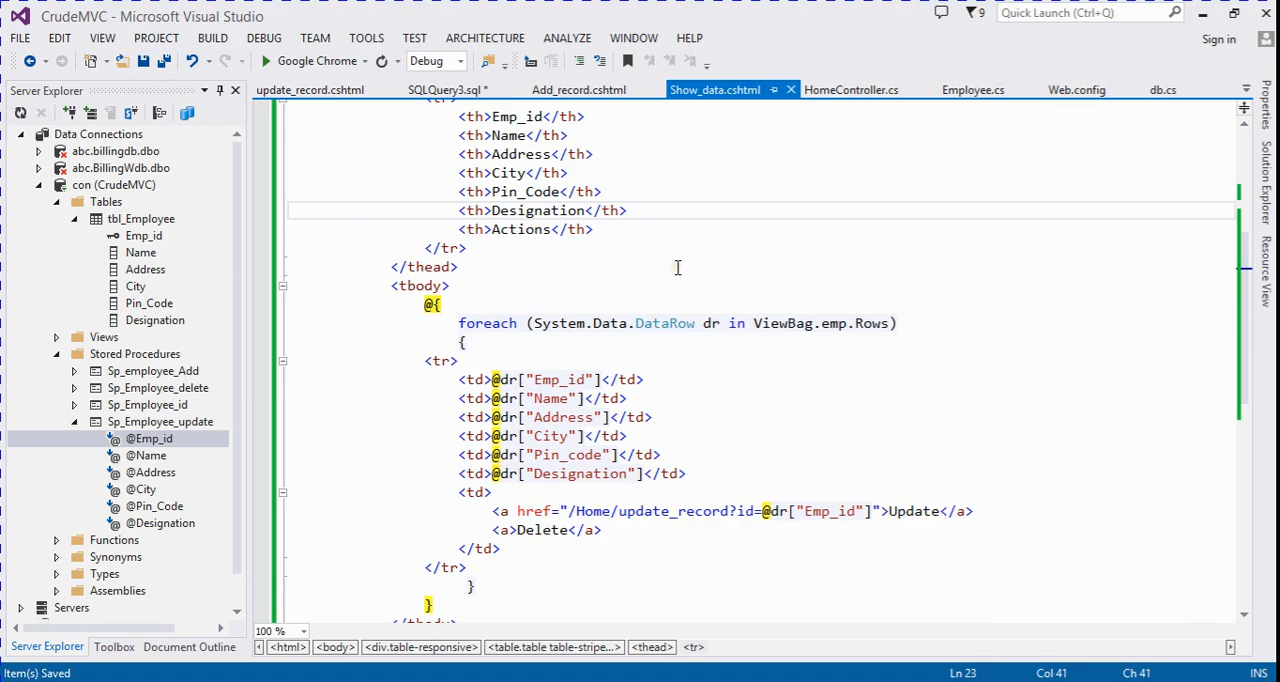 CrudeMVC - Microsoft Visual Studio
9
Quick Launch (Ctrl+Q)
FILE EDIT VIEW PROJECT BUILD DEBUG TEAM TOOLS TEST ARCHITECTURE ANALYZE WINDOW HELP
Sign in
Google Chrome
Debug
Server Explorer
update_record.cshtml SQLQuery3.sql * Add_record.cshtml Show_data.cshtml HomeController.cs Employee.cs Web.config db.cs
Data Connections
abc.billingdb.dbo
abc.BillingWdb.dbo
con (CrudeMVC)
Tables
tbl_Employee
Emp_id
Name
Address
City
Pin_Code
Designation
Views
Stored Procedures
Sp_employee_Add
Sp_employee_delete
Sp_Employee_id
Sp_Employee_update
@Emp_id
@Name
@Address
@City
@Pin_Code
@Designation
Functions
Synonyms
Types
Assemblies
Servers
Server Explorer Toolbox Document Outline
<tr>
<th>Emp_id</th>
<th>Name</th>
<th>Address</th>
<th>City</th>
<th>Pin_Code</th>
<th>Designation</th>
<th>Actions</th>
</tr>
</thead>
<tbody>
@{
foreach (System.Data.DataRow dr in ViewBag.emp.Rows)
{
<tr>
<td>@dr["Emp_id"]</td>
<td>@dr["Name"]</td>
<td>@dr["Address"]</td>
<td>@dr["City"]</td>
<td>@dr["Pin_code"]</td>
<td>@dr["Designation"]</td>
<td>
<a href="/Home/update_record?id=@dr["Emp_id"]">Update</a>
<a>Delete</a>
</td>
</tr>
}
}
</tbody>
100 %
<html> <body> <div.table-responsive> <table.table table-stripe...> <thead> <tr>
Properties
Solution Explorer
Resource View
Item(s) Saved
Ln 23 Col 41 Ch 41 INS